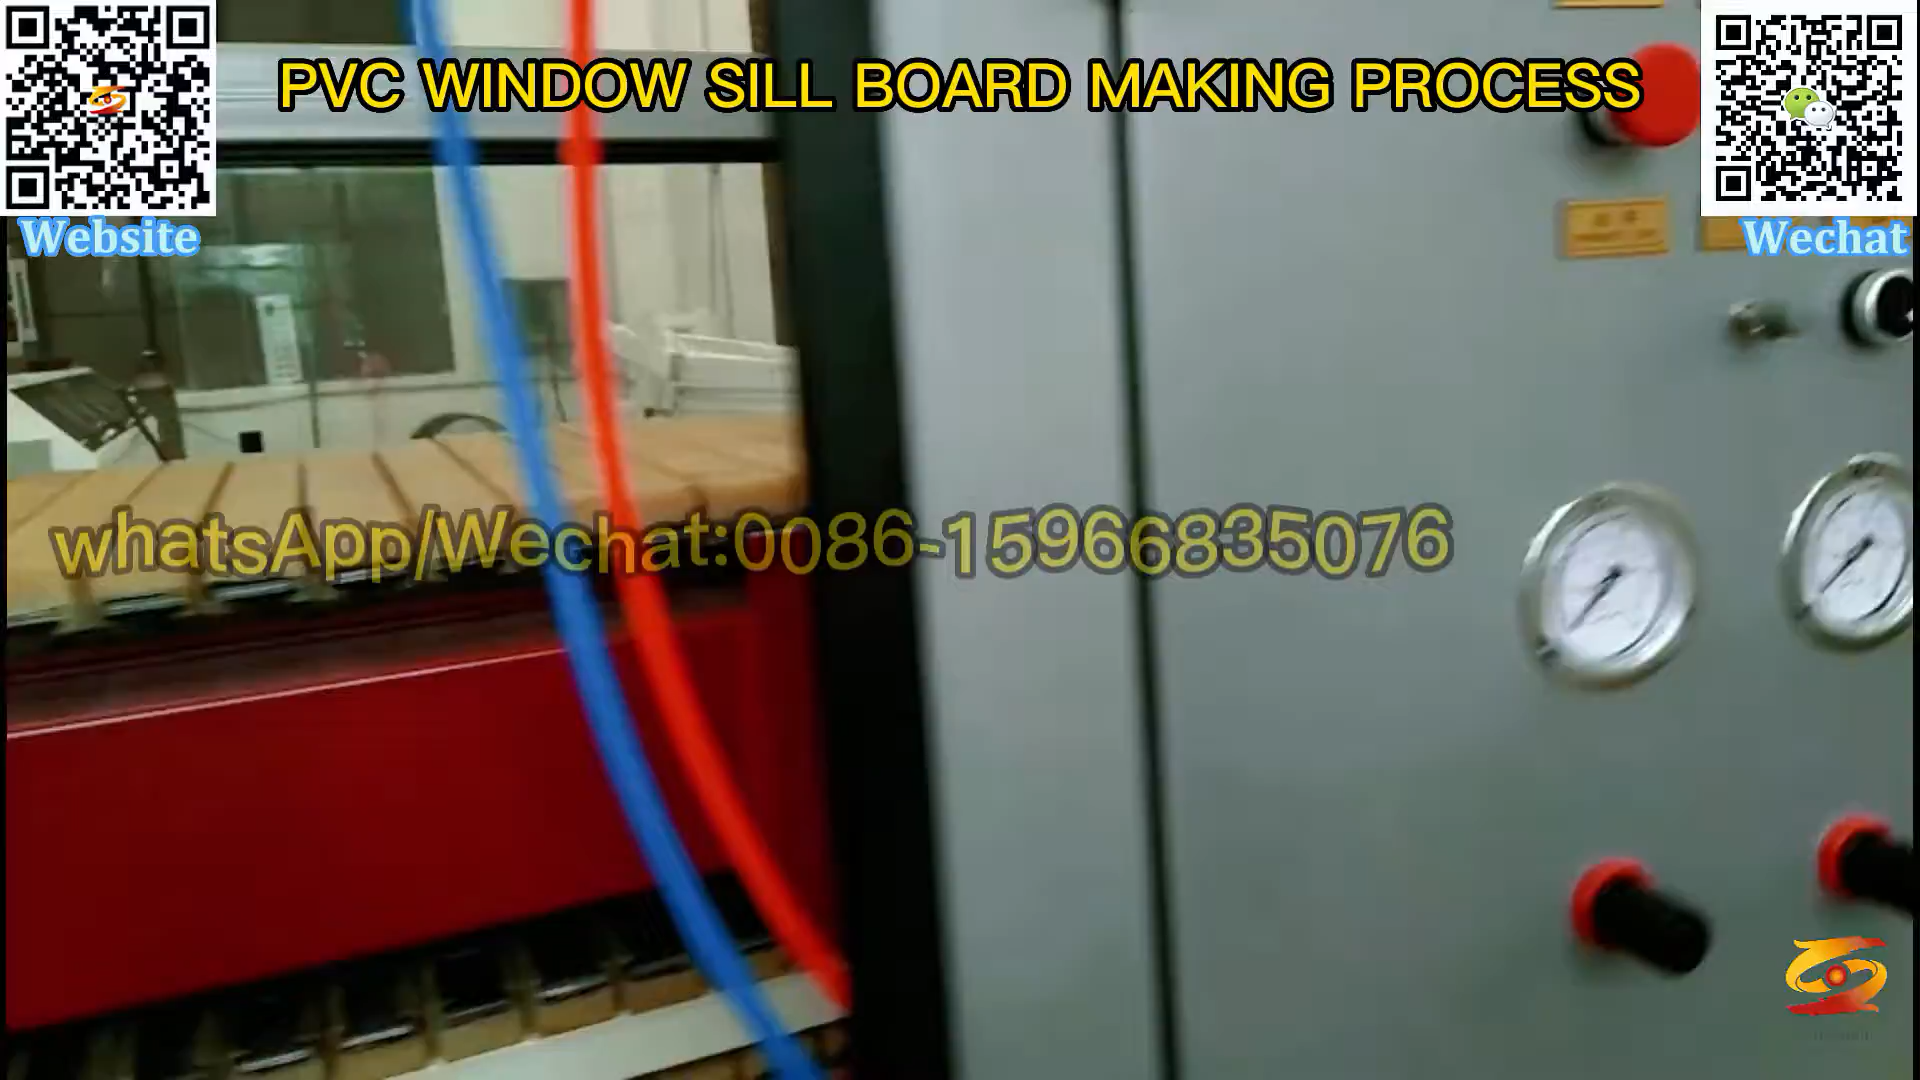 PVC WINDOW SILL BOARD MAKING PROCESS
Website
Wechat
whatsApp/Wechat:0086-15966835076